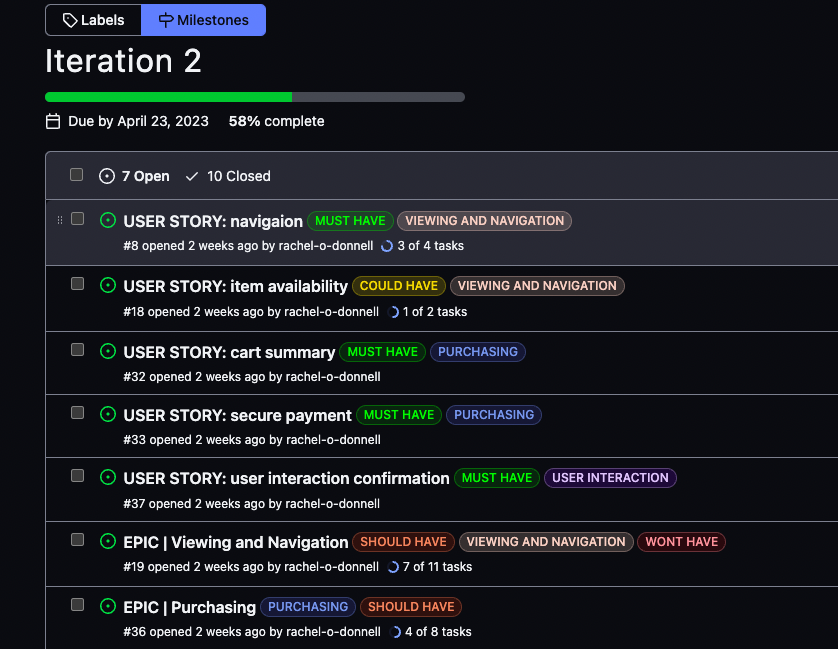 Labels Milestones
Iteration 2
Due by April 23, 2023 58% complete
7 Open 10 Closed
USER STORY: navigaion MUST HAVE VIEWING AND NAVIGATION
#8 opened 2 weeks ago by rachel-o-donnell 3 of 4 tasks
USER STORY: item availability COULD HAVE VIEWING AND NAVIGATION
#18 opened 2 weeks ago by rachel-o-donnell 1 of 2 tasks
USER STORY: cart summary MUST HAVE PURCHASING
#32 opened 2 weeks ago by rachel-o-donnell
USER STORY: secure payment MUST HAVE PURCHASING
#33 opened 2 weeks ago by rachel-o-donnell
USER STORY: user interaction confirmation MUST HAVE USER INTERACTION
#37 opened 2 weeks ago by rachel-o-donnell
EPIC | Viewing and Navigation SHOULD HAVE VIEWING AND NAVIGATION WONT HAVE
#19 opened 2 weeks ago by rachel-o-donnell 7 of 11 tasks
EPIC | Purchasing PURCHASING SHOULD HAVE
#36 opened 2 weeks ago by rachel-o-donnell 4 of 8 tasks